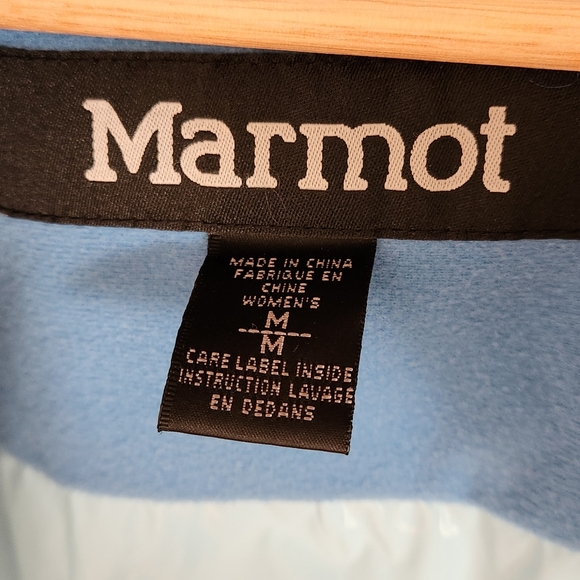 Marmot
MADE IN CHINA
FABRIQUE EN
CHINE
WOMEN'S
M
M
CARE LABEL INSIDE
INSTRUCTION LAVAGE
EN DEDANS